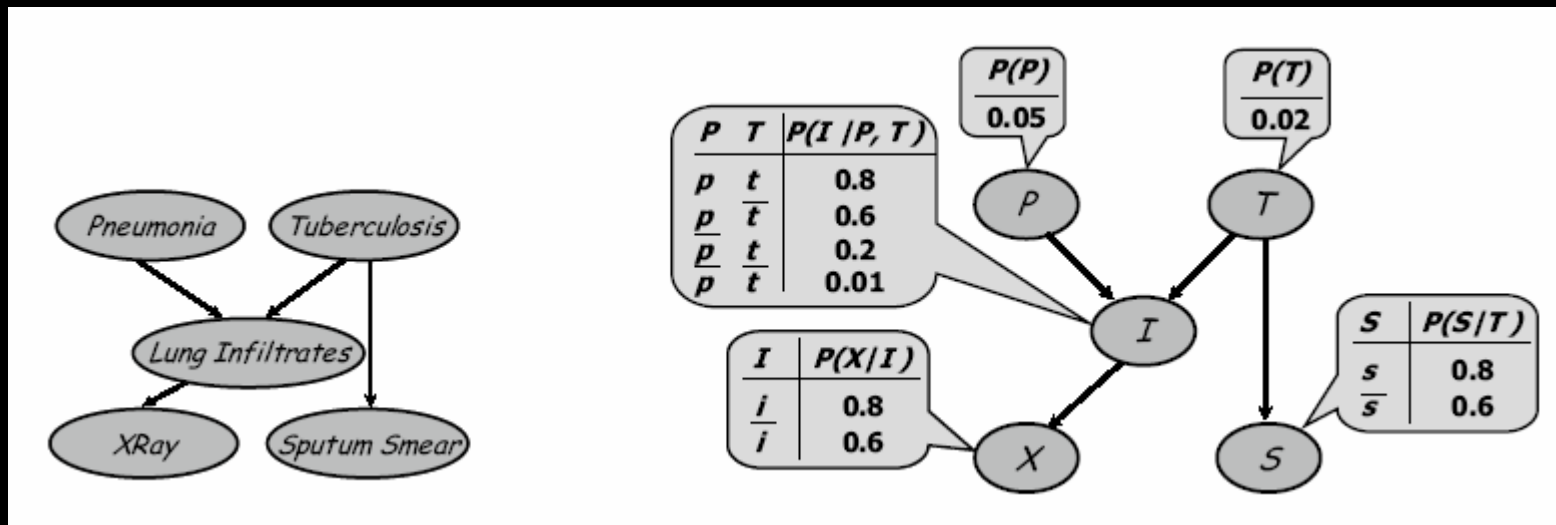 Pneumonia
Tuberculosis
Lung Infiltrates
XRay
Sputum Smear
P(P)
0.05
P(T)
0.02
P T P(I |P, T )
p t 0.8
p t̅ 0.6
p̅ t 0.2
p̅ t̅ 0.01
P
T
I
I P(X|I )
i 0.8
i̅ 0.6
S P(S|T )
s 0.8
s̅ 0.6
X
S